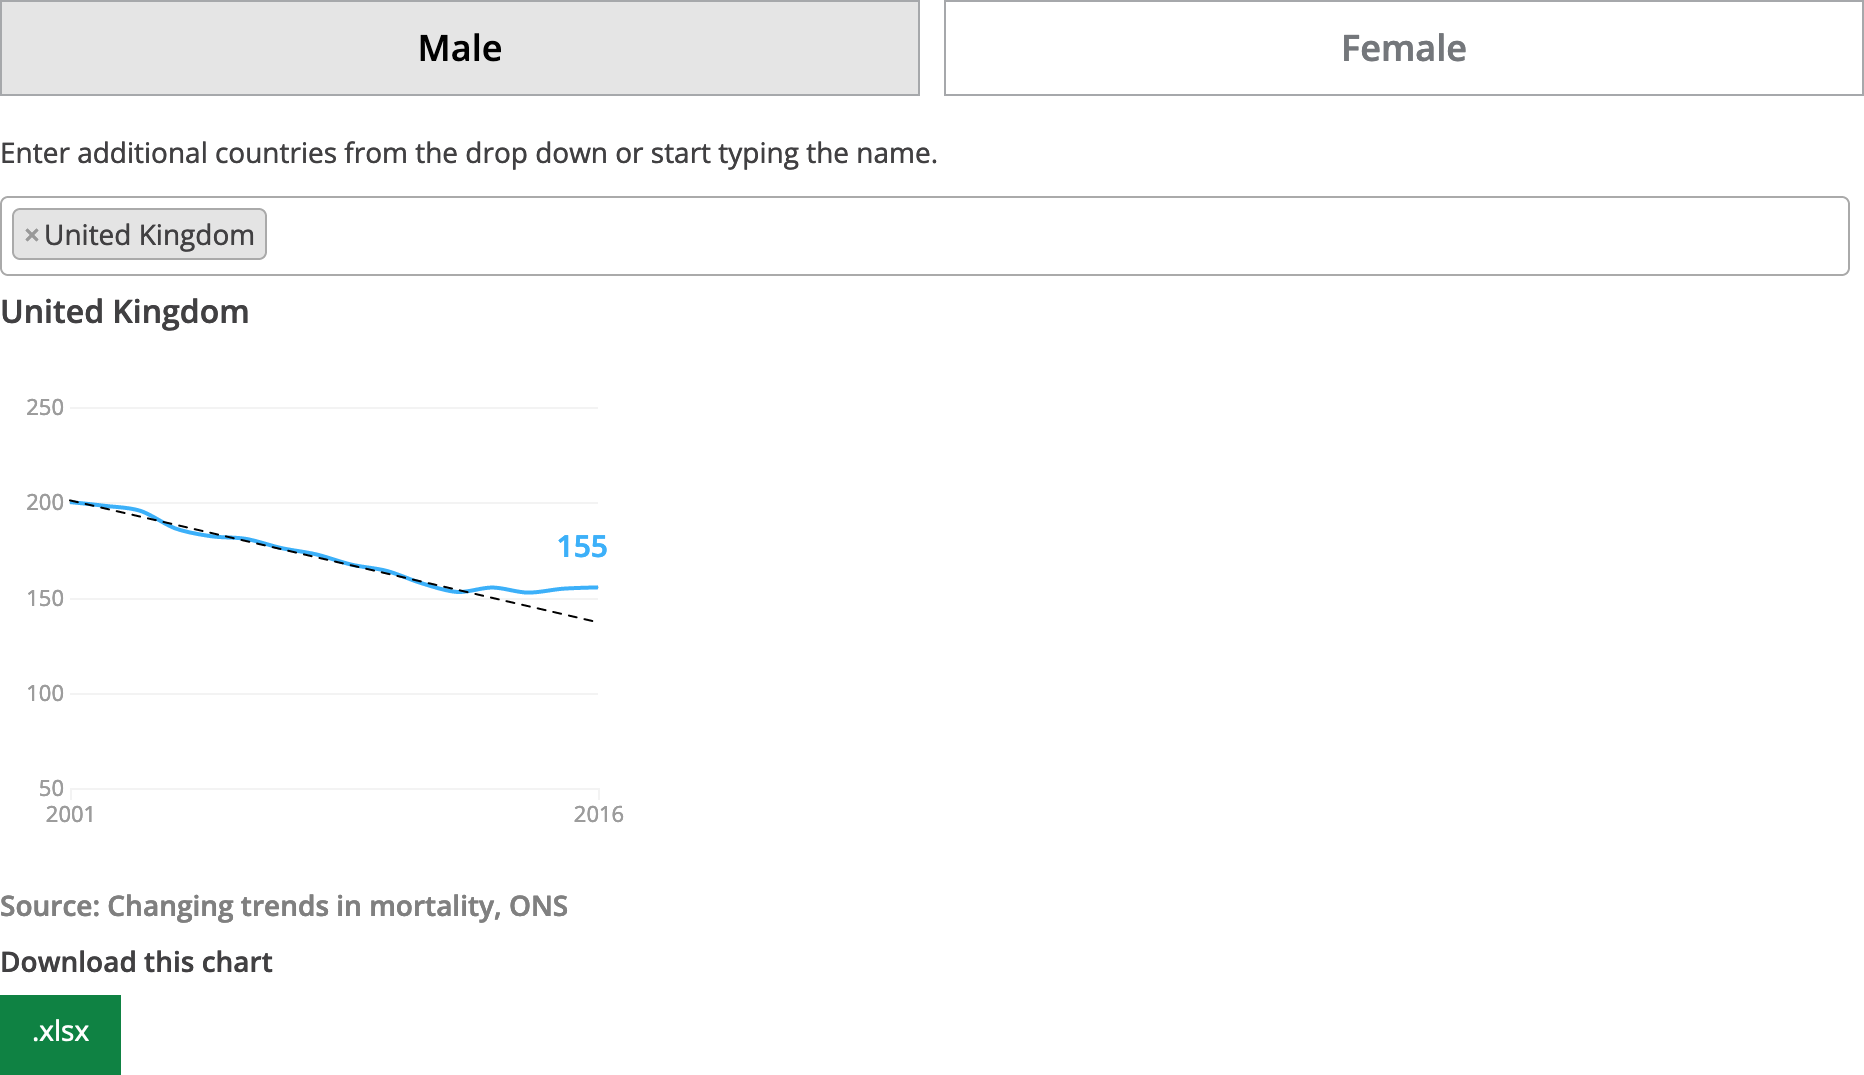 Male
Female
Enter additional countries from the drop down or start typing the name.
×United Kingdom
United Kingdom
250
200
155
150
100
50
2001
2016
Source: Changing trends in mortality, ONS
Download this chart
.xlsx